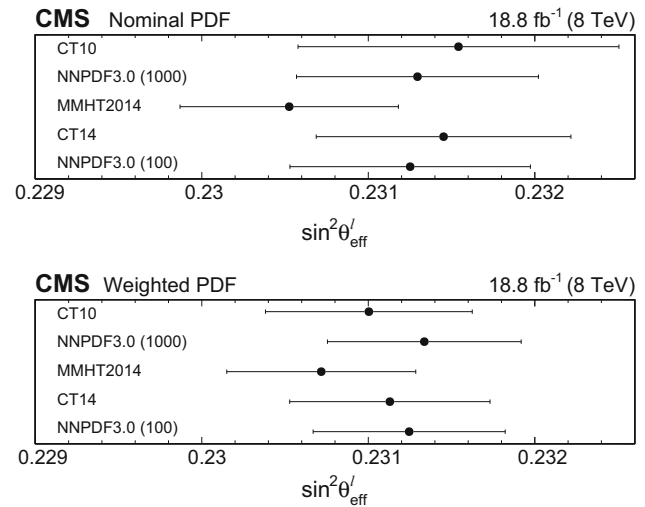 CMS Nominal PDF 18.8 fb⁻¹ (8 TeV)
CT10
NNPDF3.0 (1000)
MMHT2014
CT14
NNPDF3.0 (100)
0.229 0.23 0.231 0.232
sin²θˡeff
CMS Weighted PDF 18.8 fb⁻¹ (8 TeV)
CT10
NNPDF3.0 (1000)
MMHT2014
CT14
NNPDF3.0 (100)
0.229 0.23 0.231 0.232
sin²θˡeff